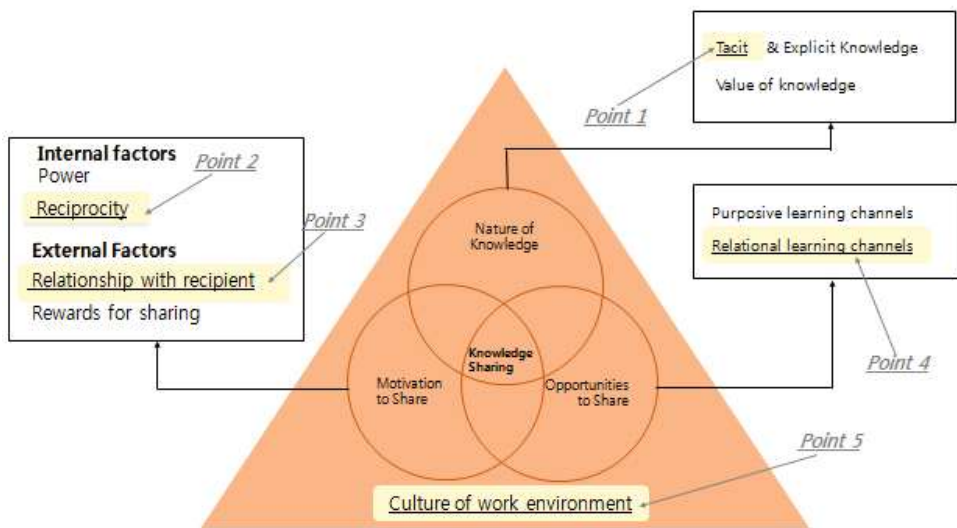 Tacit & Explicit Knowledge
Value of knowledge
Point 1
Internal factors
Power
Reciprocity
Point 2
External Factors
Relationship with recipient
Rewards for sharing
Point 3
Nature of
Knowledge
Purposive learning channels
Relational learning channels
Point 4
Knowledge
Sharing
Motivation
to Share
Opportunities
to Share
Point 5
Culture of work environment